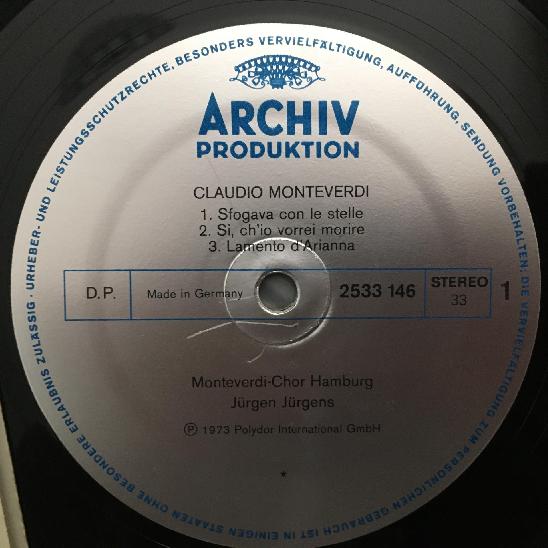 URHEBER- UND LEISTUNGSSCHUTZRECHTE, BESONDERS VERVIELFÄLTIGUNG, AUFFÜHRUNG, SENDUNG VORBEHALTEN; DIE VERVIELFÄLTIGUNG ZUM PERSÖNLICHEN GEBRAUCH IST IN EINIGEN STAATEN OHNE BESONDERE ERLAUBNIS ZULÄSSIG ·
ARCHIV
PRODUKTION
CLAUDIO MONTEVERDI
1. Sfogava con le stelle
2. Si, ch'io vorrei morire
3. Lamento d'Arianna
D.P. Made in Germany 2533 146 STEREO 33 1
Monteverdi-Chor Hamburg
Jürgen Jürgens
Ⓟ 1973 Polydor International GmbH
*